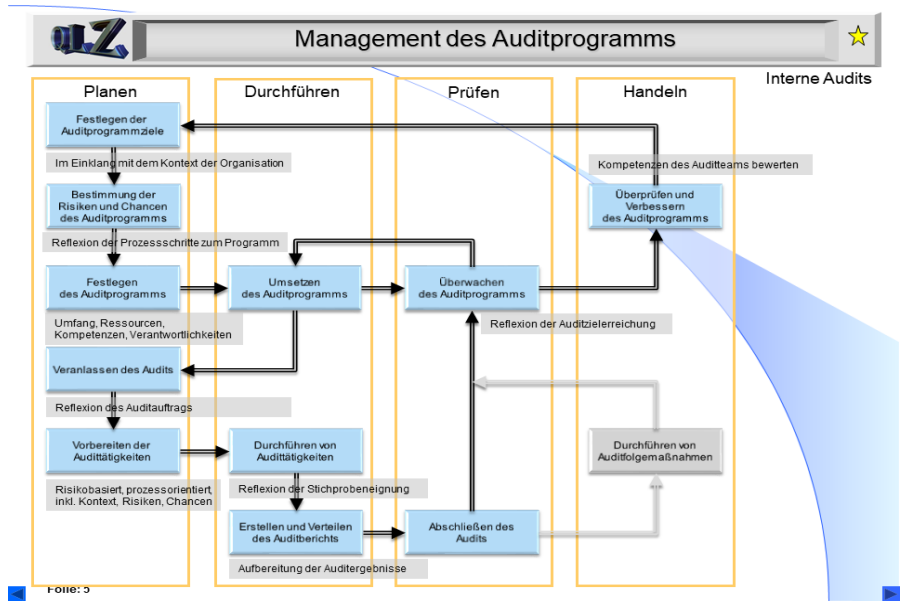 QLZ
Management des Auditprogramms
Interne Audits
Planen
Durchführen
Prüfen
Handeln
Festlegen der
Auditprogrammziele
Im Einklang mit dem Kontext der Organisation
Kompetenzen des Auditteams bewerten
Bestimmung der
Risiken und Chancen
des Auditprogramms
Überprüfen und
Verbessern
des Auditprogramms
Reflexion der Prozessschritte zum Programm
Festlegen
des Auditprogramms
Umsetzen
des Auditprogramms
Überwachen
des Auditprogramms
Umfang, Ressourcen,
Kompetenzen, Verantwortlichkeiten
Reflexion der Auditzielerreichung
Veranlassen des Audits
Reflexion des Auditauftrags
Vorbereiten der
Audittätigkeiten
Durchführen von
Audittätigkeiten
Durchführen von
Auditfolgemaßnahmen
Risikobasiert, prozessorientiert,
inkl. Kontext, Risiken, Chancen
Reflexion der Stichprobeneignung
Erstellen und Verteilen
des Auditberichts
Abschließen des
Audits
Aufbereitung der Auditergebnisse
Folie: 5